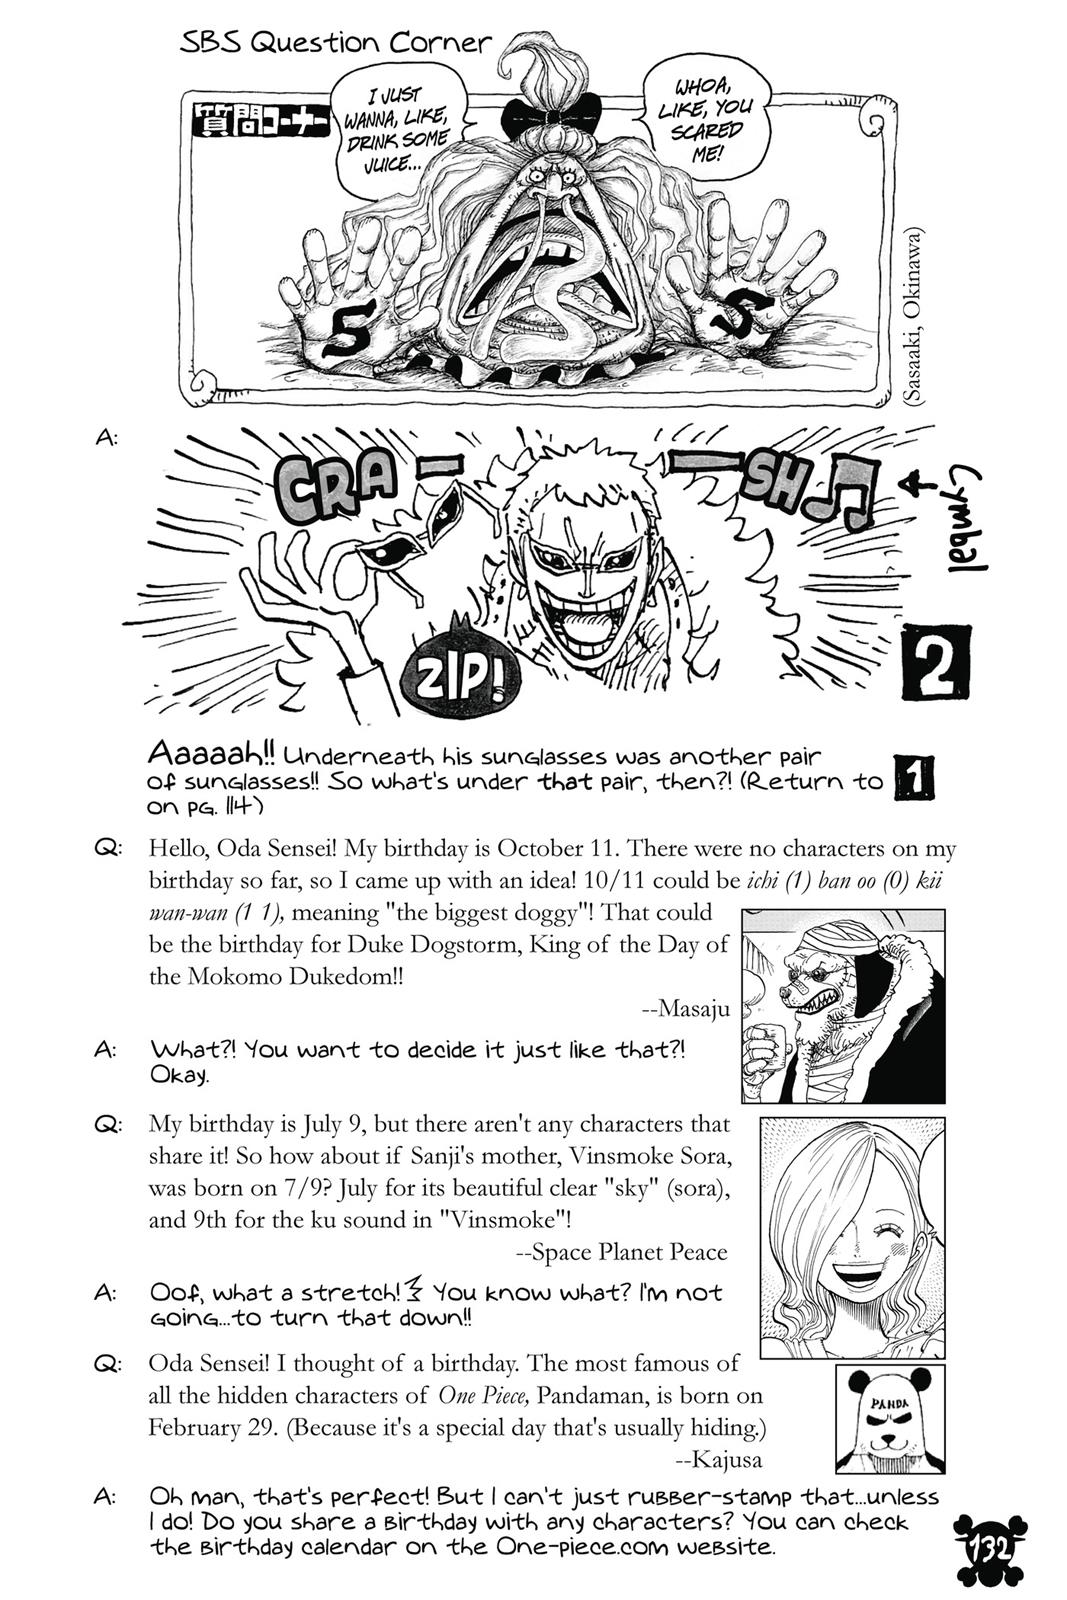 SBS Question Corner
質問コーナー
I JUST
WANNA, LIKE,
DRINK SOME
JUICE...
WHOA,
LIKE, YOU
SCARED
ME!
S
B
S
(Sasaaki, Okinawa)
A:
CRA—
—SH♫
↑
cymbal
ZIP!
2
Aaaaah!! Underneath his sunglasses was another pair
of sunglasses!! So what's under that pair, then?! (Return to 1
on pg. 114)
Q: Hello, Oda Sensei! My birthday is October 11. There were no characters on my
birthday so far, so I came up with an idea! 10/11 could be ichi (1) ban oo (0) kii
wan-wan (1 1), meaning "the biggest doggy"! That could
be the birthday for Duke Dogstorm, King of the Day of
the Mokomo Dukedom!!
--Masaju
A: What?! You want to decide it just like that?!
Okay.
Q: My birthday is July 9, but there aren't any characters that
share it! So how about if Sanji's mother, Vinsmoke Sora,
was born on 7/9? July for its beautiful clear "sky" (sora),
and 9th for the ku sound in "Vinsmoke"!
--Space Planet Peace
A: Oof, what a stretch! You know what? I'm not
going...to turn that down!!
Q: Oda Sensei! I thought of a birthday. The most famous of
all the hidden characters of One Piece, Pandaman, is born on
February 29. (Because it's a special day that's usually hiding.)
--Kajusa
PANDA
A: Oh man, that's perfect! But I can't just rubber-stamp that...unless
I do! Do you share a birthday with any characters? You can check
the birthday calendar on the One-piece.com website.
132